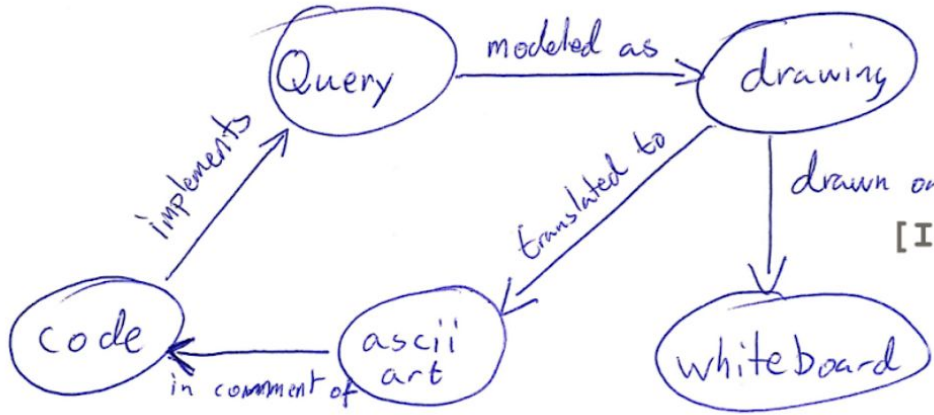 Query
modeled as
drawing
implements
translated to
drawn on
[I
code
ascii
art
whiteboard
in comment of